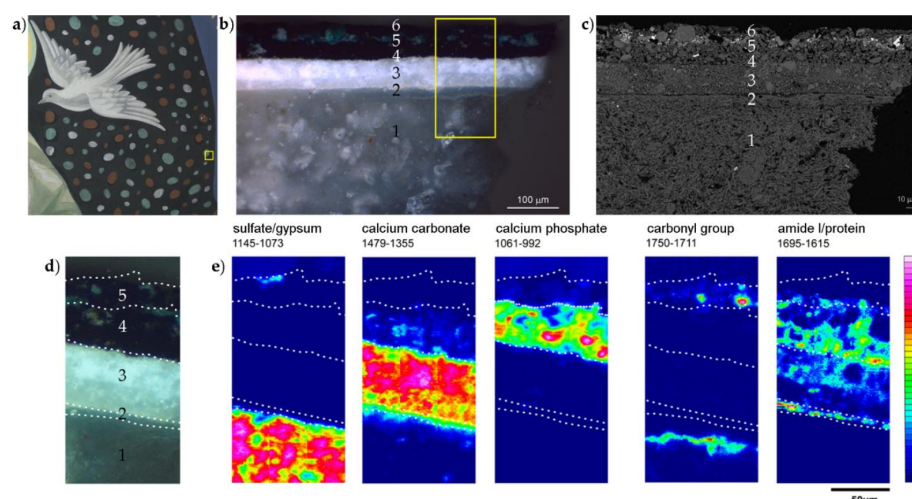 a)
b)
6
5
4
3
2
1
100 µm
c)
6
5
4
3
2
1
d)
5
4
3
2
1
e)
sulfate/gypsum
1145-1073
calcium carbonate
1479-1355
calcium phosphate
1061-992
carbonyl group
1750-1711
amide I/protein
1695-1615
50µm